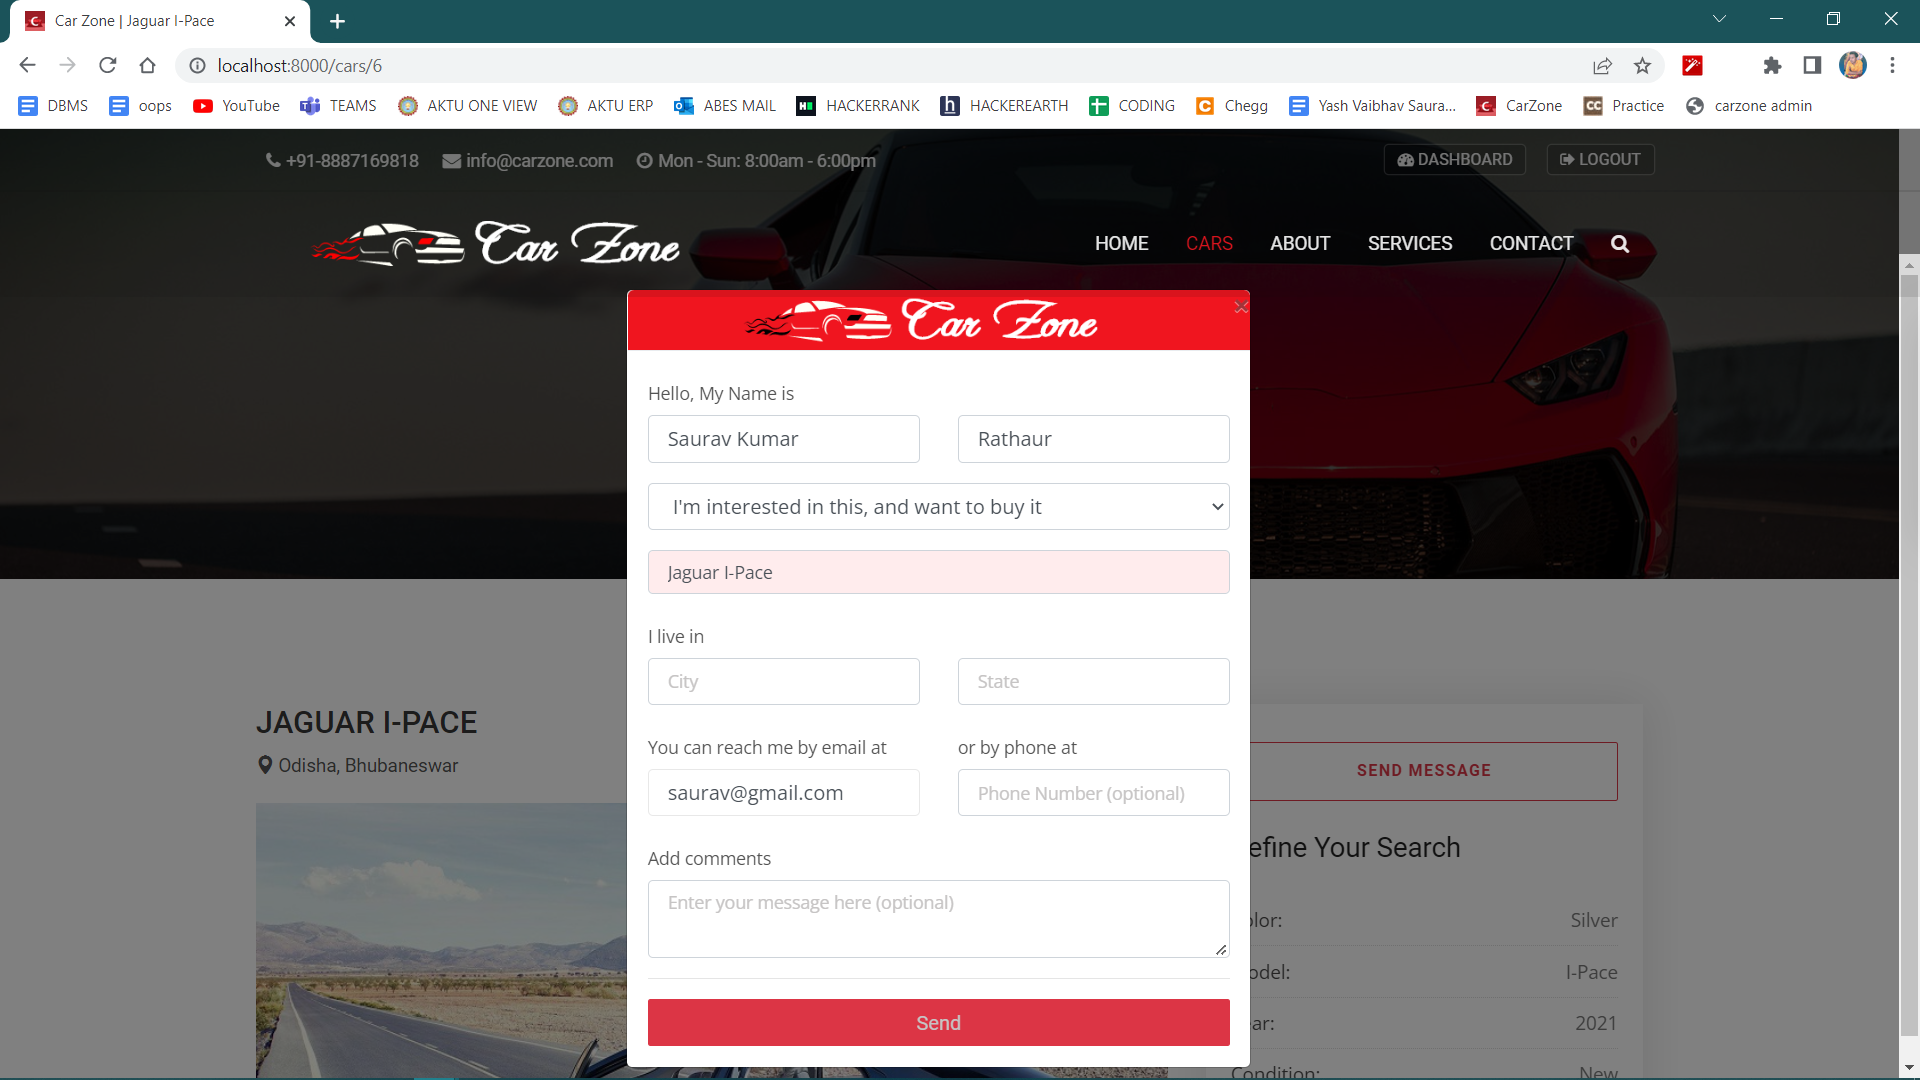 Car Zone | Jaguar I-Pace
localhost:8000/cars/6
DBMS oops YouTube TEAMS AKTU ONE VIEW AKTU ERP ABES MAIL HACKERRANK HACKEREARTH CODING Chegg Yash Vaibhav Saura... CarZone Practice carzone admin
+91-8887169818 info@carzone.com Mon - Sun: 8:00am - 6:00pm DASHBOARD LOGOUT
Car Zone HOME CARS ABOUT SERVICES CONTACT
Car Zone
Hello, My Name is
Saurav Kumar Rathaur
I'm interested in this, and want to buy it
Jaguar I-Pace
I live in
City State
JAGUAR I-PACE
Odisha, Bhubaneswar
You can reach me by email at or by phone at
saurav@gmail.com Phone Number (optional)
Add comments
Enter your message here (optional)
Send
SEND MESSAGE
efine Your Search
olor: Silver
odel: I-Pace
ear: 2021
Condition: New